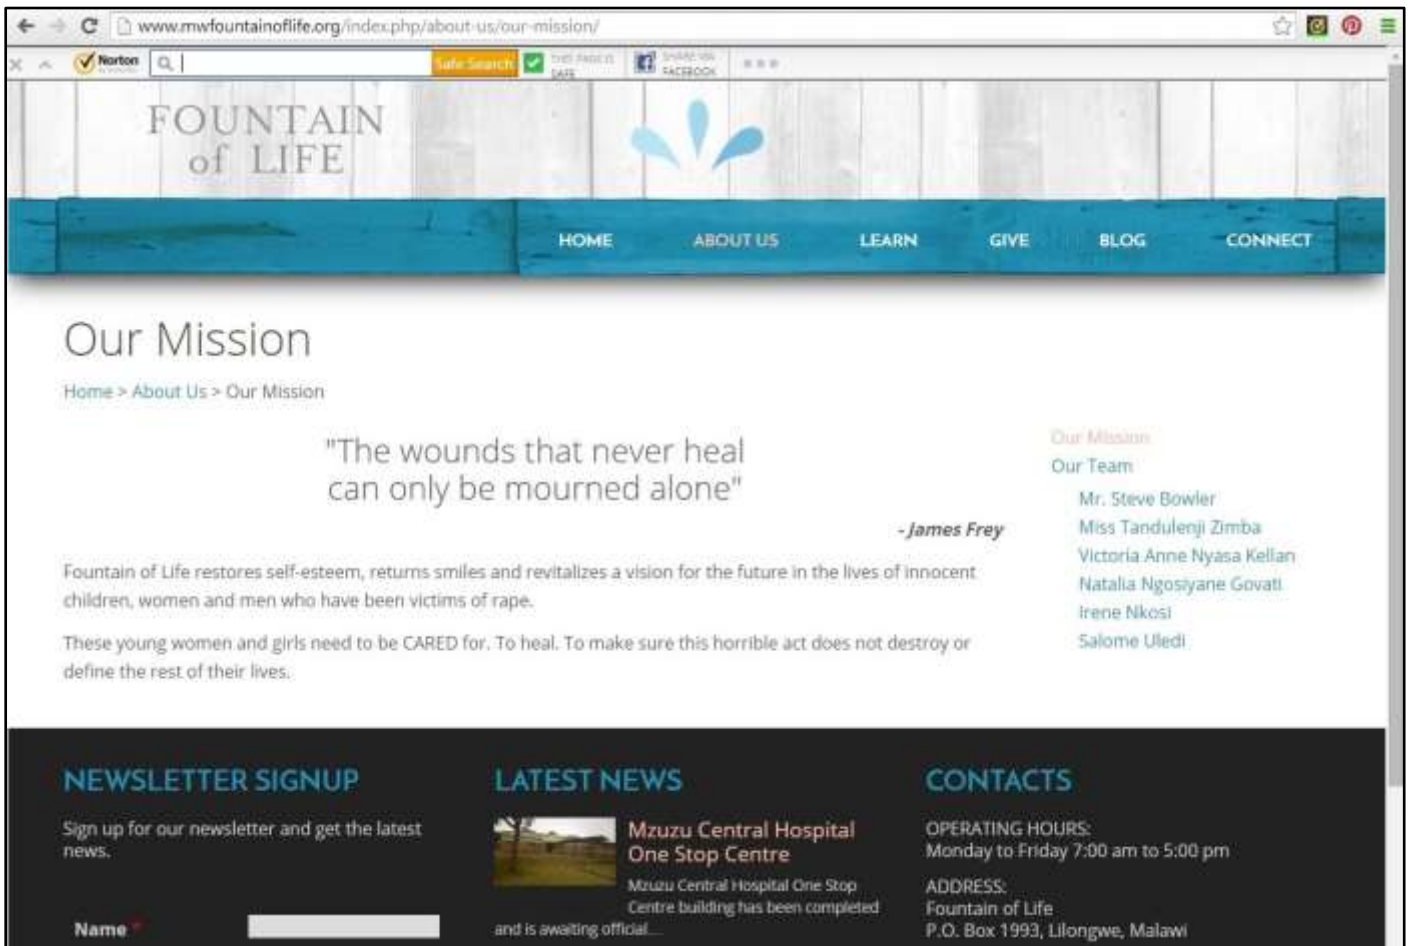 www.mwfountainoflife.org/index.php/about-us/our-mission/
Norton
Safe Search
THIS PAGE IS
SAFE
SHARE VIA
FACEBOOK
FOUNTAIN
of LIFE
HOME
ABOUT US
LEARN
GIVE
BLOG
CONNECT
Our Mission
Home > About Us > Our Mission
"The wounds that never heal
can only be mourned alone"
- James Frey
Fountain of Life restores self-esteem, returns smiles and revitalizes a vision for the future in the lives of innocent
children, women and men who have been victims of rape.
These young women and girls need to be CARED for. To heal. To make sure this horrible act does not destroy or
define the rest of their lives.
Our Mission
Our Team
Mr. Steve Bowler
Miss Tandulenji Zimba
Victoria Anne Nyasa Kellan
Natalia Ngosiyane Govati
Irene Nkosi
Salome Uledi
NEWSLETTER SIGNUP
Sign up for our newsletter and get the latest
news.
Name *
LATEST NEWS
Mzuzu Central Hospital
One Stop Centre
Mzuzu Central Hospital One Stop
Centre building has been completed
and is awaiting official...
CONTACTS
OPERATING HOURS:
Monday to Friday 7:00 am to 5:00 pm
ADDRESS:
Fountain of Life
P.O. Box 1993, Lilongwe, Malawi